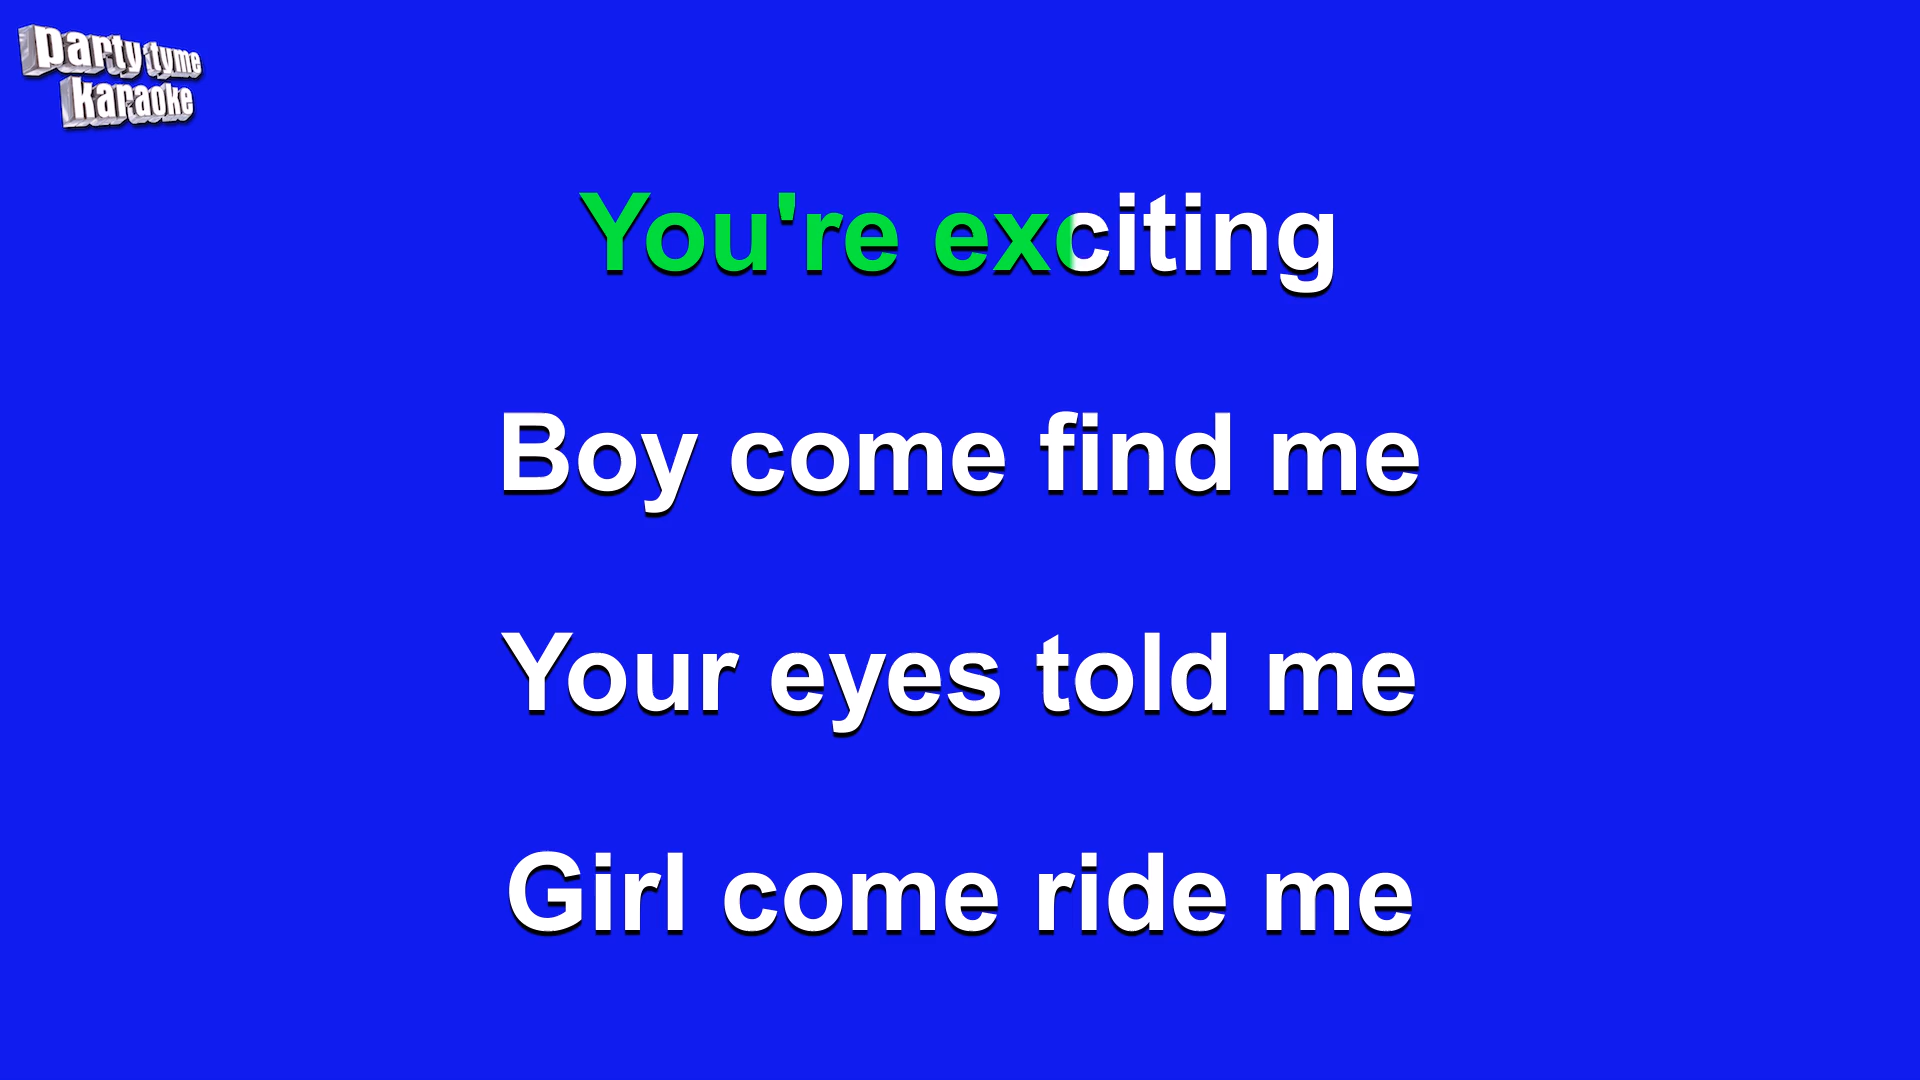 party tyme
karaoke
You're exciting
Boy come find me
Your eyes told me
Girl come ride me